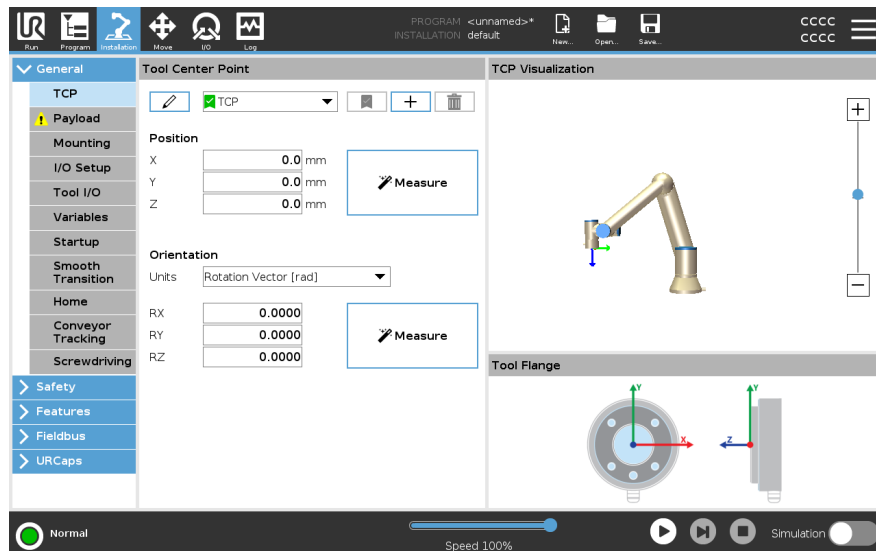 PROGRAM <unnamed>*
INSTALLATION default
CCCC
CCCC
Run Program Installation Move I/O Log New... Open... Save...
General
TCP
Payload
Mounting
I/O Setup
Tool I/O
Variables
Startup
Smooth
Transition
Home
Conveyor
Tracking
Screwdriving
Safety
Features
Fieldbus
URCaps
Tool Center Point
TCP
Position
X 0.0 mm
Y 0.0 mm
Z 0.0 mm
Measure
Orientation
Units Rotation Vector [rad]
RX 0.0000
RY 0.0000
RZ 0.0000
Measure
TCP Visualization
Tool Flange
Y
X
Y
Z
Normal
Speed 100%
Simulation